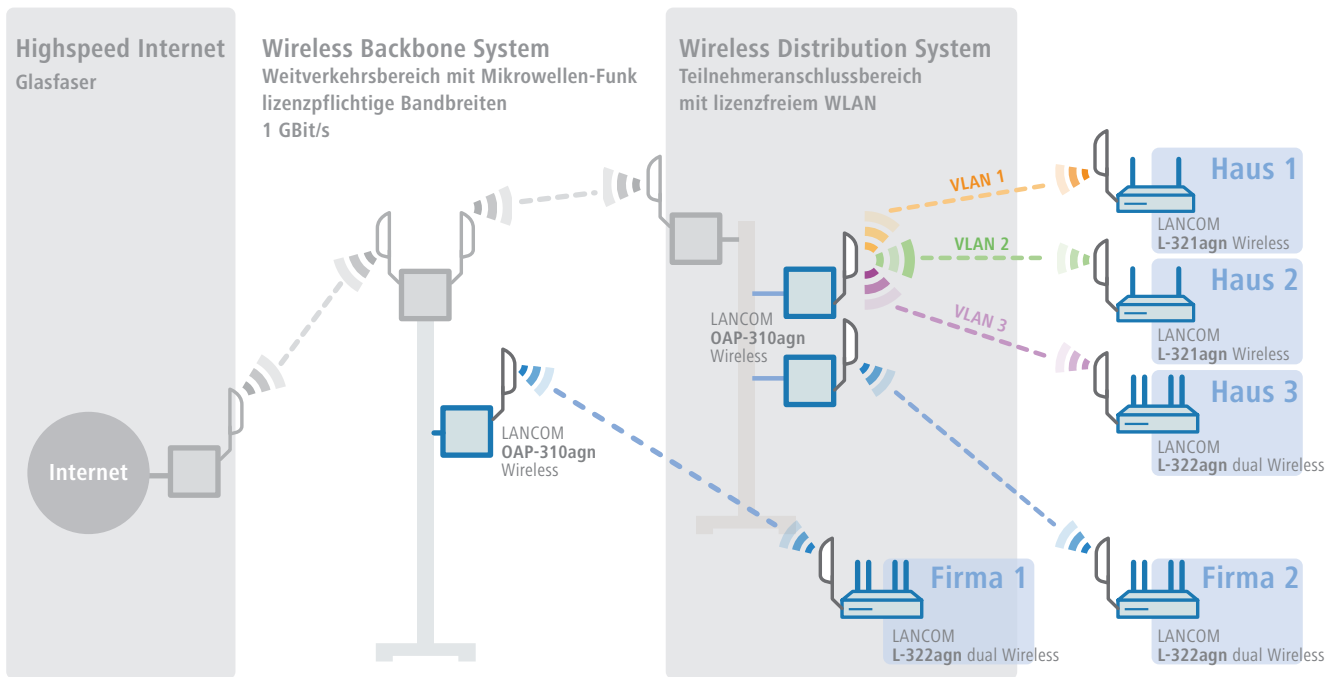 Highspeed Internet
Glasfaser
Wireless Backbone System
Weitverkehrsbereich mit Mikrowellen-Funk
lizenzpflichtige Bandbreiten
1 GBit/s
Wireless Distribution System
Teilnehmeranschlussbereich
mit lizenzfreiem WLAN
VLAN 1
VLAN 2
VLAN 3
Haus 1
LANCOM
L-321agn Wireless
Haus 2
LANCOM
L-321agn Wireless
Haus 3
LANCOM
L-322agn dual Wireless
LANCOM
OAP-310agn
Wireless
LANCOM
OAP-310agn
Wireless
Internet
Firma 1
LANCOM
L-322agn dual Wireless
Firma 2
LANCOM
L-322agn dual Wireless